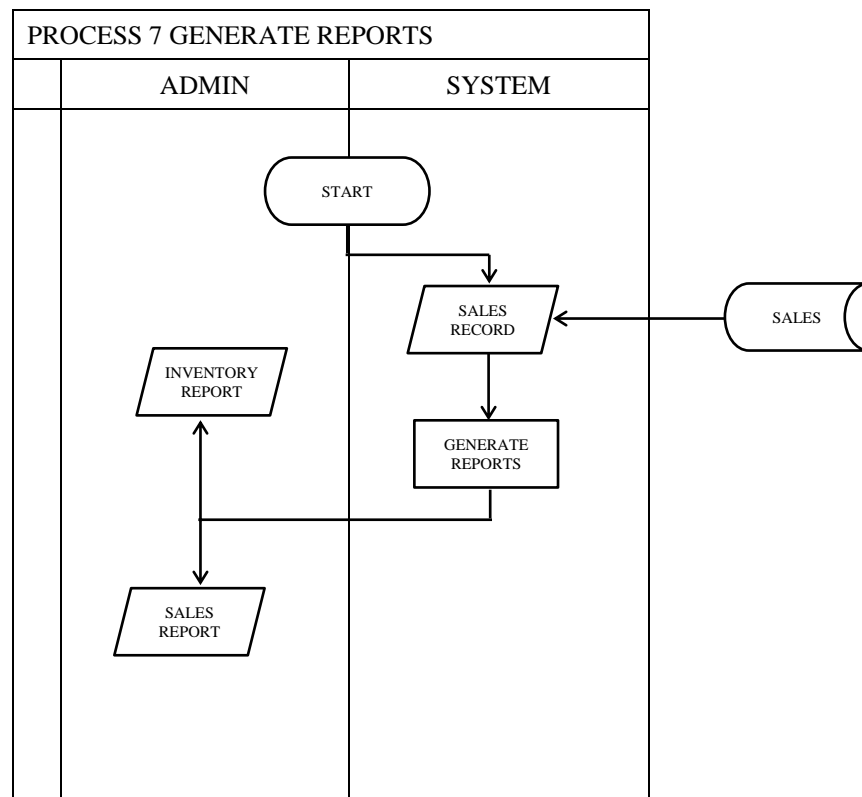 PROCESS 7 GENERATE REPORTS
ADMIN
SYSTEM
START
SALES
RECORD
SALES
INVENTORY
REPORT
GENERATE
REPORTS
SALES
REPORT